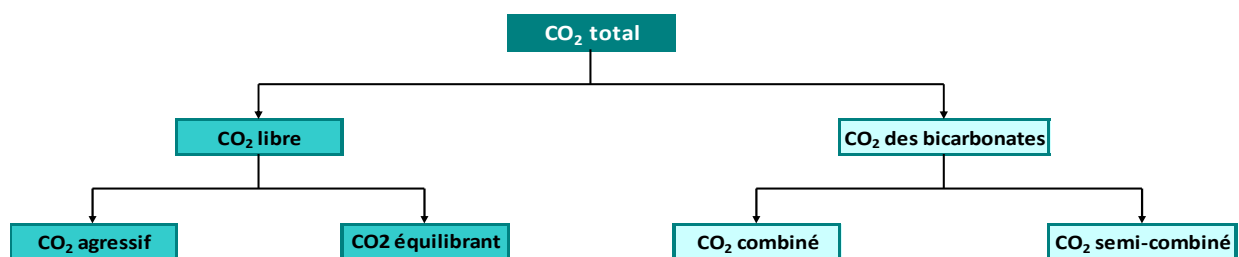 CO₂ total
CO₂ libre
CO₂ des bicarbonates
CO₂ agressif
CO2 équilibrant
CO₂ combiné
CO₂ semi-combiné